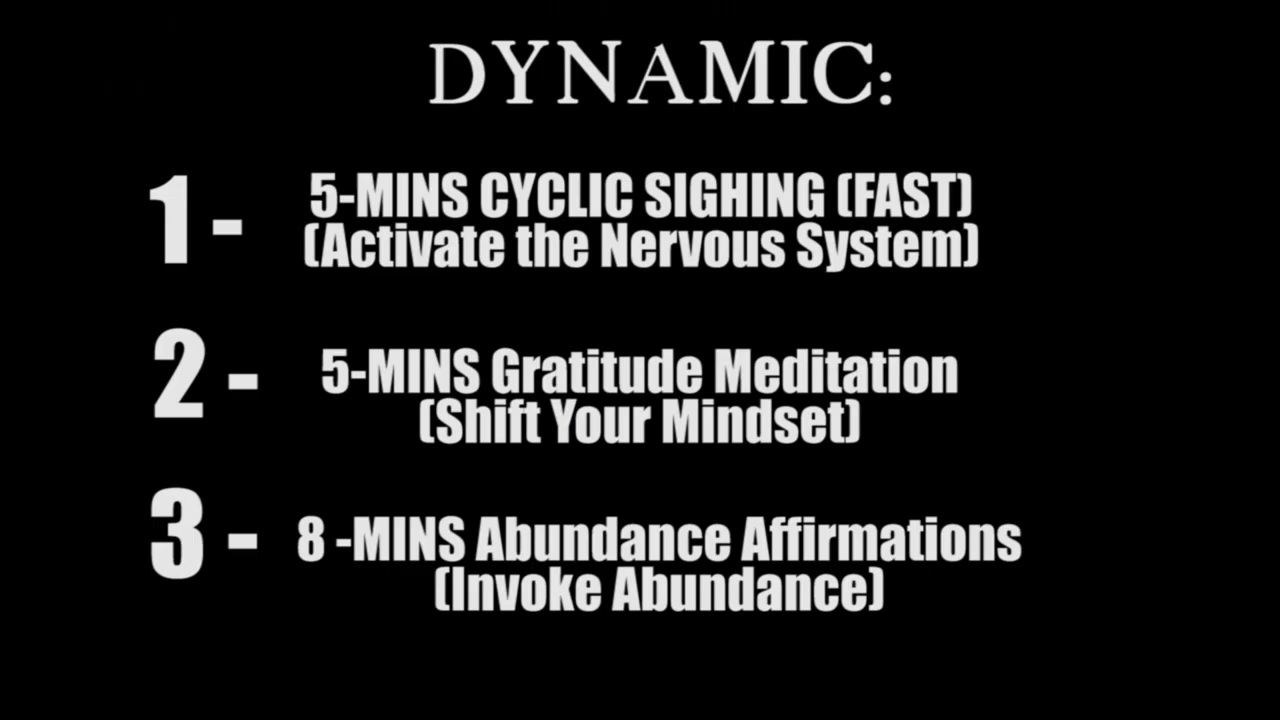 DYNAMIC:
1 - 5-MINS CYCLIC SIGHING (FAST)
(Activate the Nervous System)
2 - 5-MINS Gratitude Meditation
(Shift Your Mindset)
3 - 8 -MINS Abundance Affirmations
(Invoke Abundance)